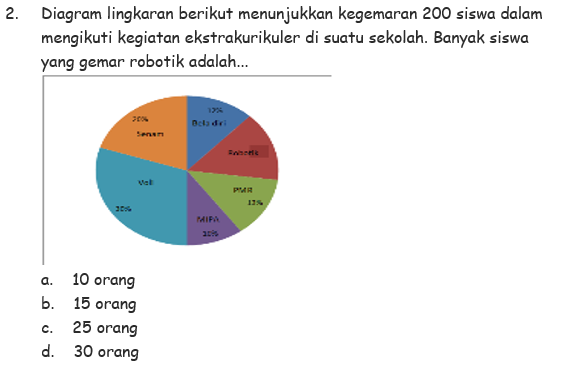 2. Diagram lingkaran berikut menunjukkan kegemaran 200 siswa dalam
mengikuti kegiatan ekstrakurikuler di suatu sekolah. Banyak siswa
yang gemar robotik adalah...
12%
Bela diri
Robotik
PMR
13%
MIPA
10%
Voli
30%
20%
Senam
a. 10 orang
b. 15 orang
c. 25 orang
d. 30 orang